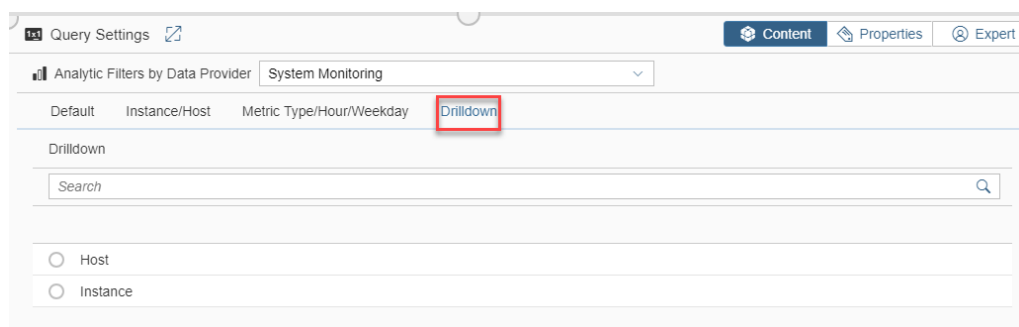 1x1 Query Settings Content Properties Expert
Analytic Filters by Data Provider System Monitoring
Default Instance/Host Metric Type/Hour/Weekday Drilldown
Drilldown
Search
Host
Instance